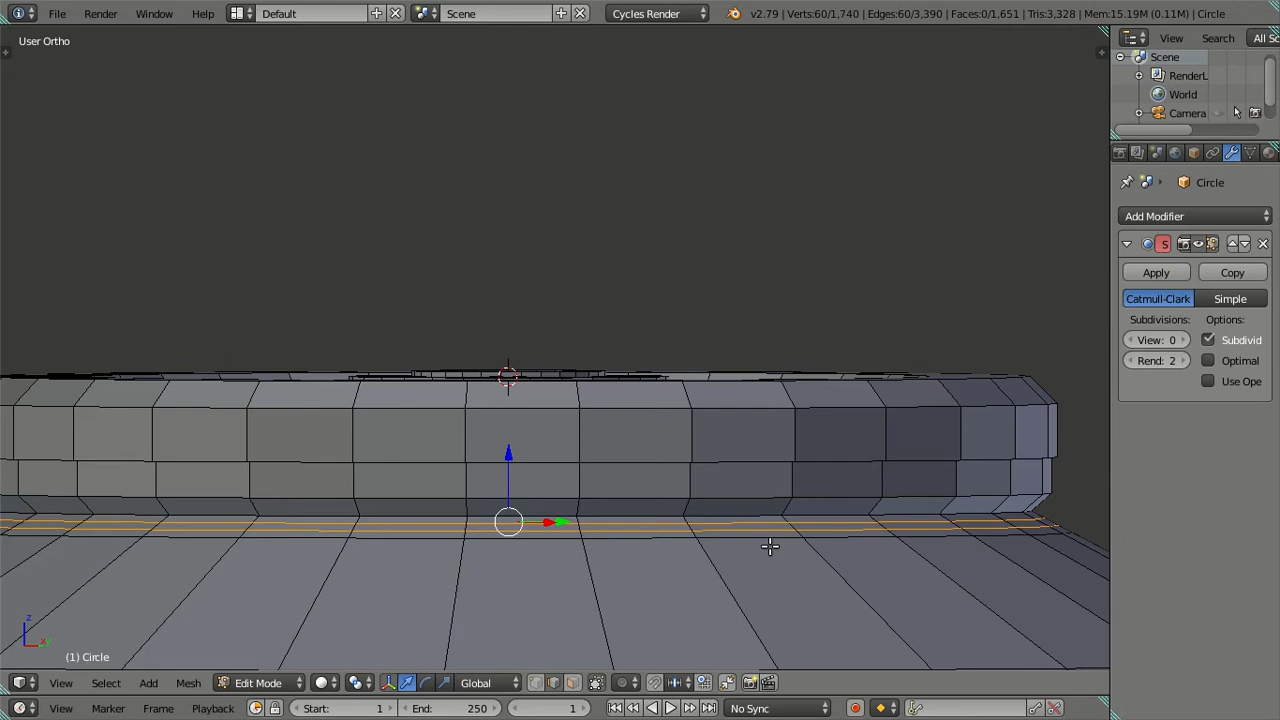 File Render Window Help Default Scene Cycles Render v2.79 | Verts:60/1,740 | Edges:60/3,390 | Faces:0/1,651 | Tris:3,328 | Mem:15.19M (0.11M) | Circle
User Ortho
View Search All Sc
Scene
RenderL
World
Camera
Circle
Add Modifier
S
Apply Copy
Catmull-Clark Simple
Subdivisions: Options:
View: 0 Subdivid
Rend: 2 Optimal
Use Ope
z
x y
(1) Circle
View Select Add Mesh Edit Mode Global
View Marker Frame Playback Start: 1 End: 250 1 No Sync